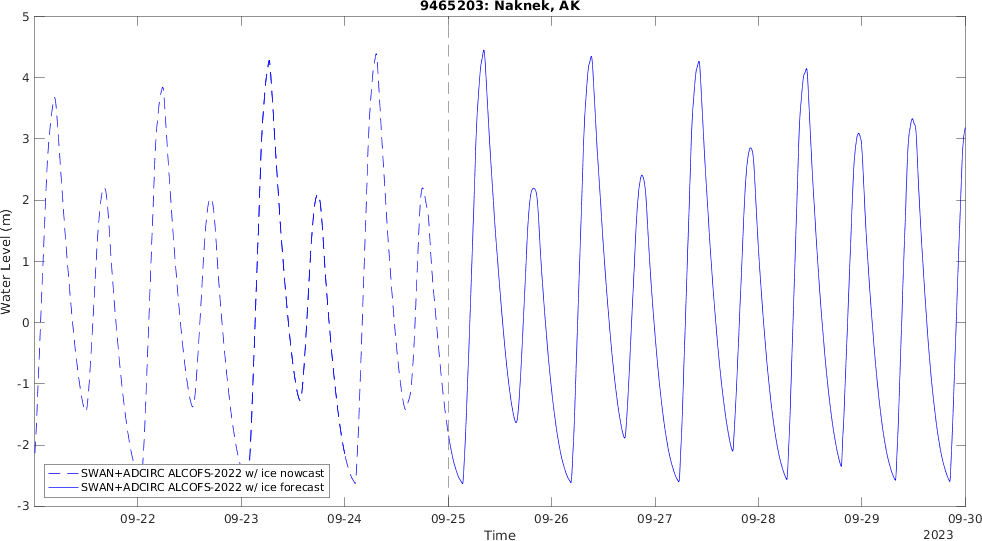 9465203: Naknek, AK
5
4
3
2
1
0
-1
-2
-3
Water Level (m)
SWAN+ADCIRC ALCOFS-2022 w/ ice nowcast
SWAN+ADCIRC ALCOFS-2022 w/ ice forecast
09-22 09-23 09-24 09-25 09-26 09-27 09-28 09-29 09-30
Time
2023